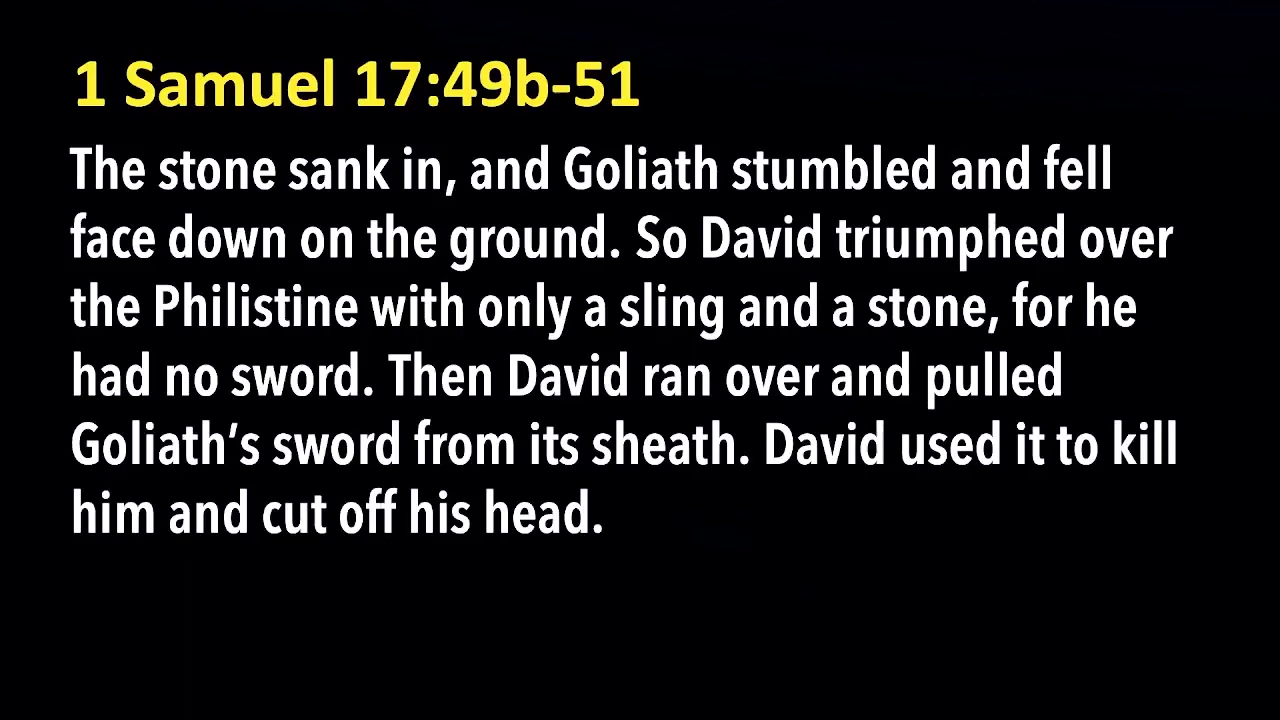 1 Samuel 17:49b-51
The stone sank in, and Goliath stumbled and fell
face down on the ground. So David triumphed over
the Philistine with only a sling and a stone, for he
had no sword. Then David ran over and pulled
Goliath’s sword from its sheath. David used it to kill
him and cut off his head.